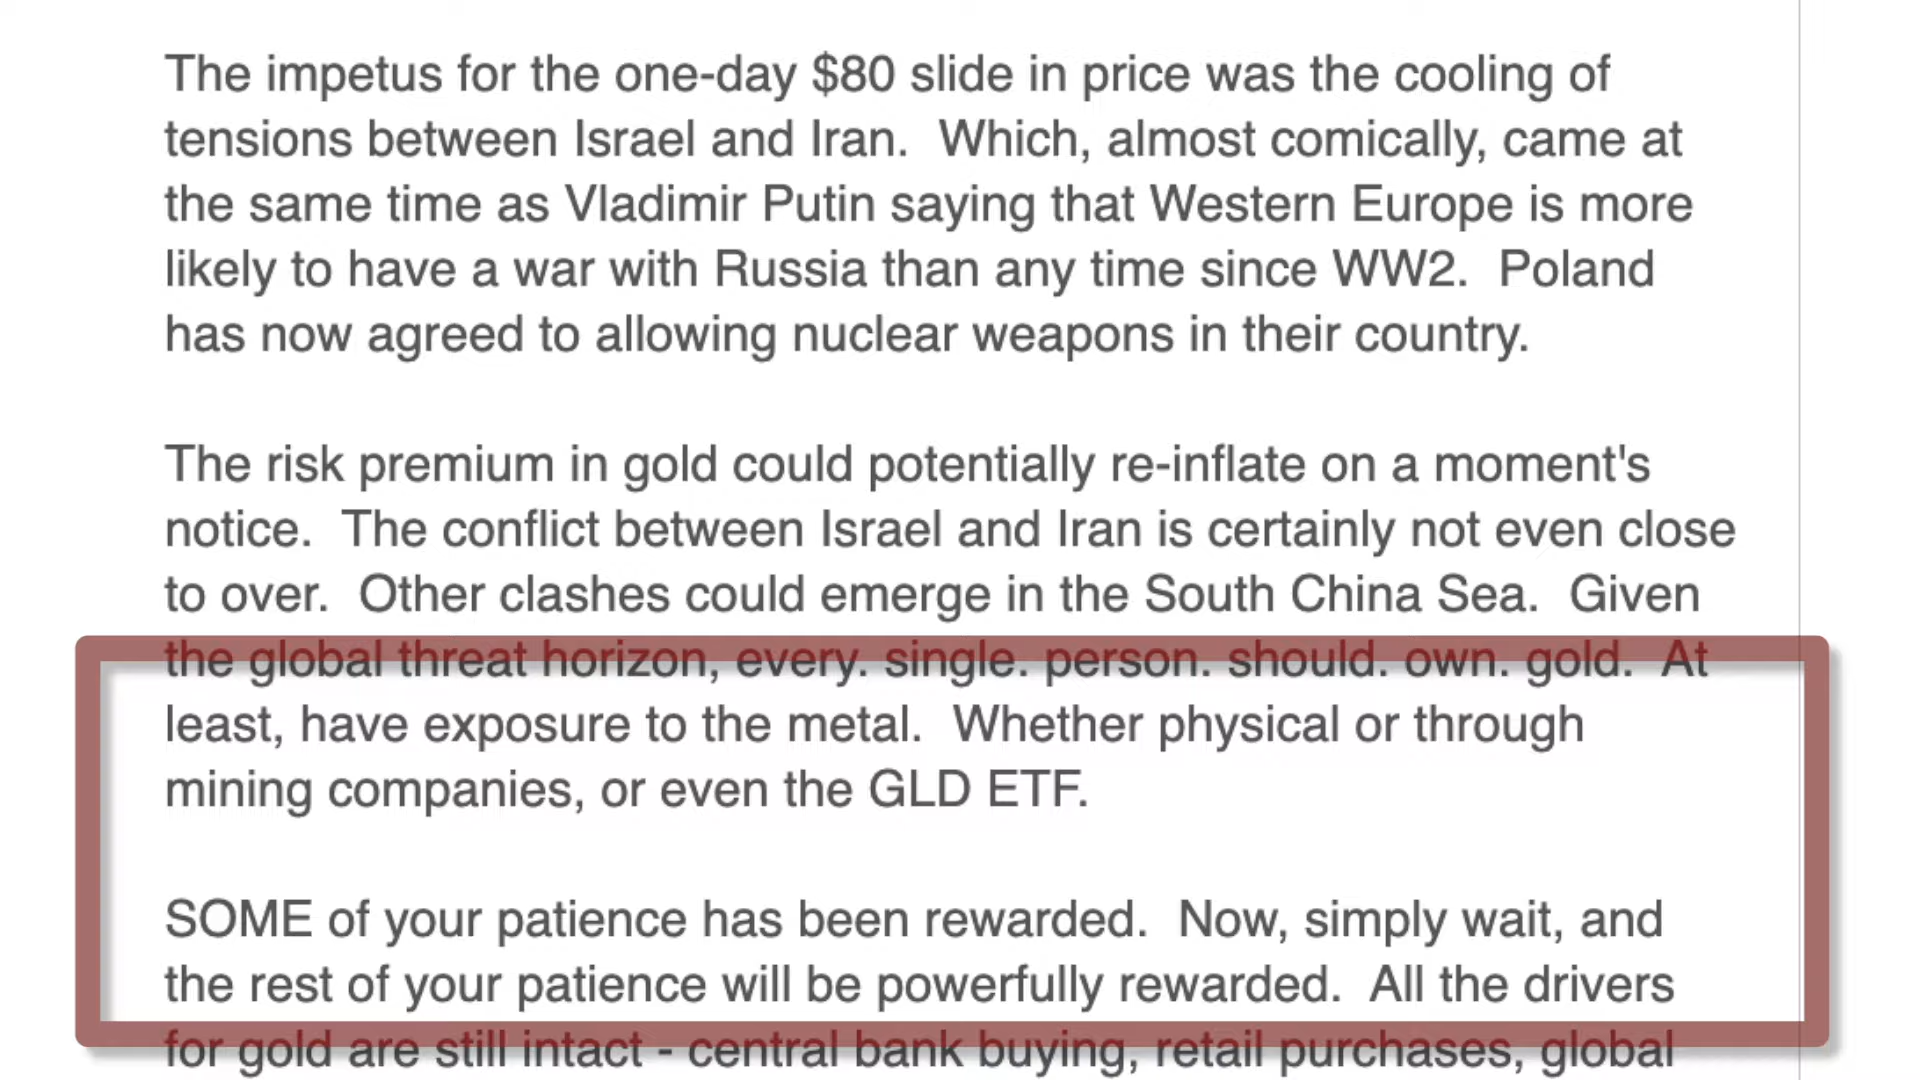 The impetus for the one-day $80 slide in price was the cooling of
tensions between Israel and Iran.  Which, almost comically, came at
the same time as Vladimir Putin saying that Western Europe is more
likely to have a war with Russia than any time since WW2.  Poland
has now agreed to allowing nuclear weapons in their country.
The risk premium in gold could potentially re-inflate on a moment's
notice.  The conflict between Israel and Iran is certainly not even close
to over.  Other clashes could emerge in the South China Sea.  Given
the global threat horizon, every. single. person. should. own. gold.  At
least, have exposure to the metal.  Whether physical or through
mining companies, or even the GLD ETF.
SOME of your patience has been rewarded.  Now, simply wait, and
the rest of your patience will be powerfully rewarded.  All the drivers
for gold are still intact - central bank buying, retail purchases, global